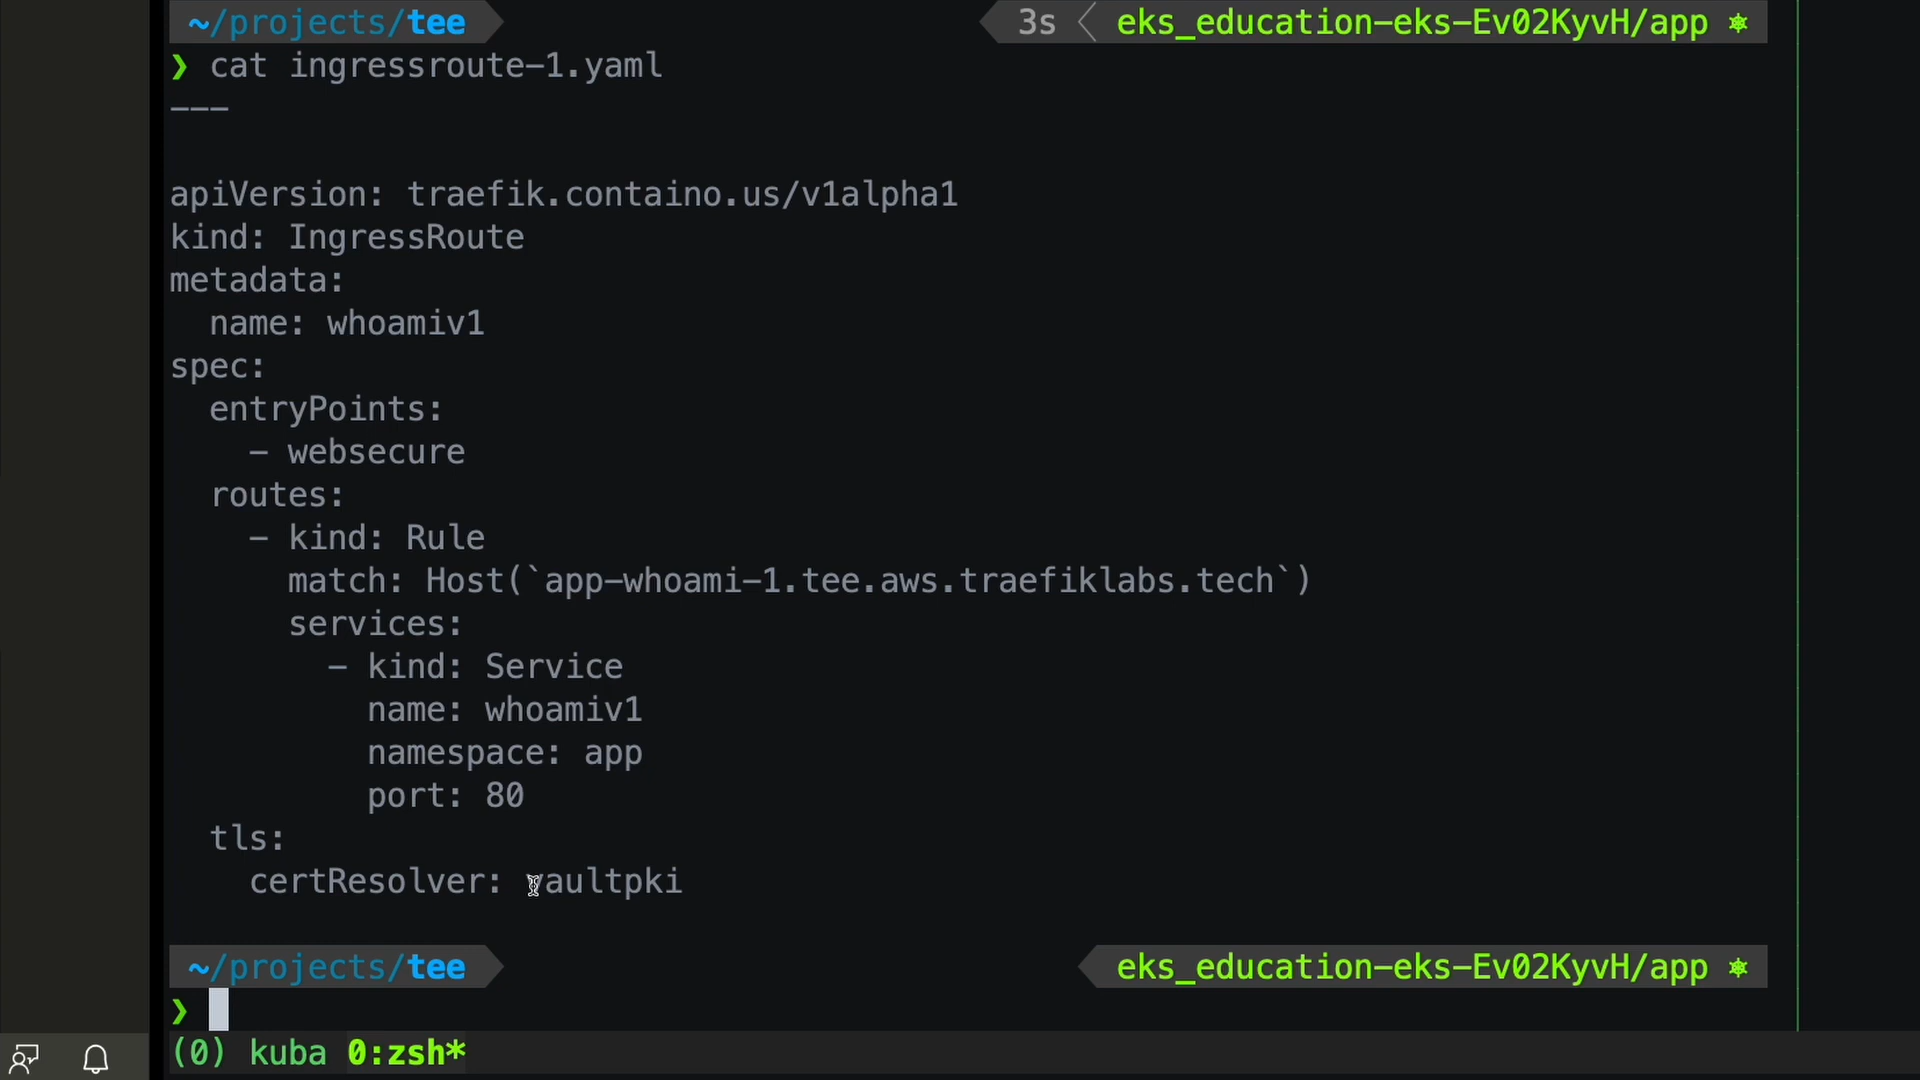 ~/projects/tee 3s eks_education-eks-Ev02KyvH/app ⎈
❯ cat ingressroute-1.yaml
---
apiVersion: traefik.containo.us/v1alpha1
kind: IngressRoute
metadata:
  name: whoamiv1
spec:
  entryPoints:
    - websecure
  routes:
    - kind: Rule
      match: Host(`app-whoami-1.tee.aws.traefiklabs.tech`)
      services:
        - kind: Service
          name: whoamiv1
          namespace: app
          port: 80
  tls:
    certResolver: vaultpki
~/projects/tee eks_education-eks-Ev02KyvH/app ⎈
❯
(0) kuba 0:zsh*